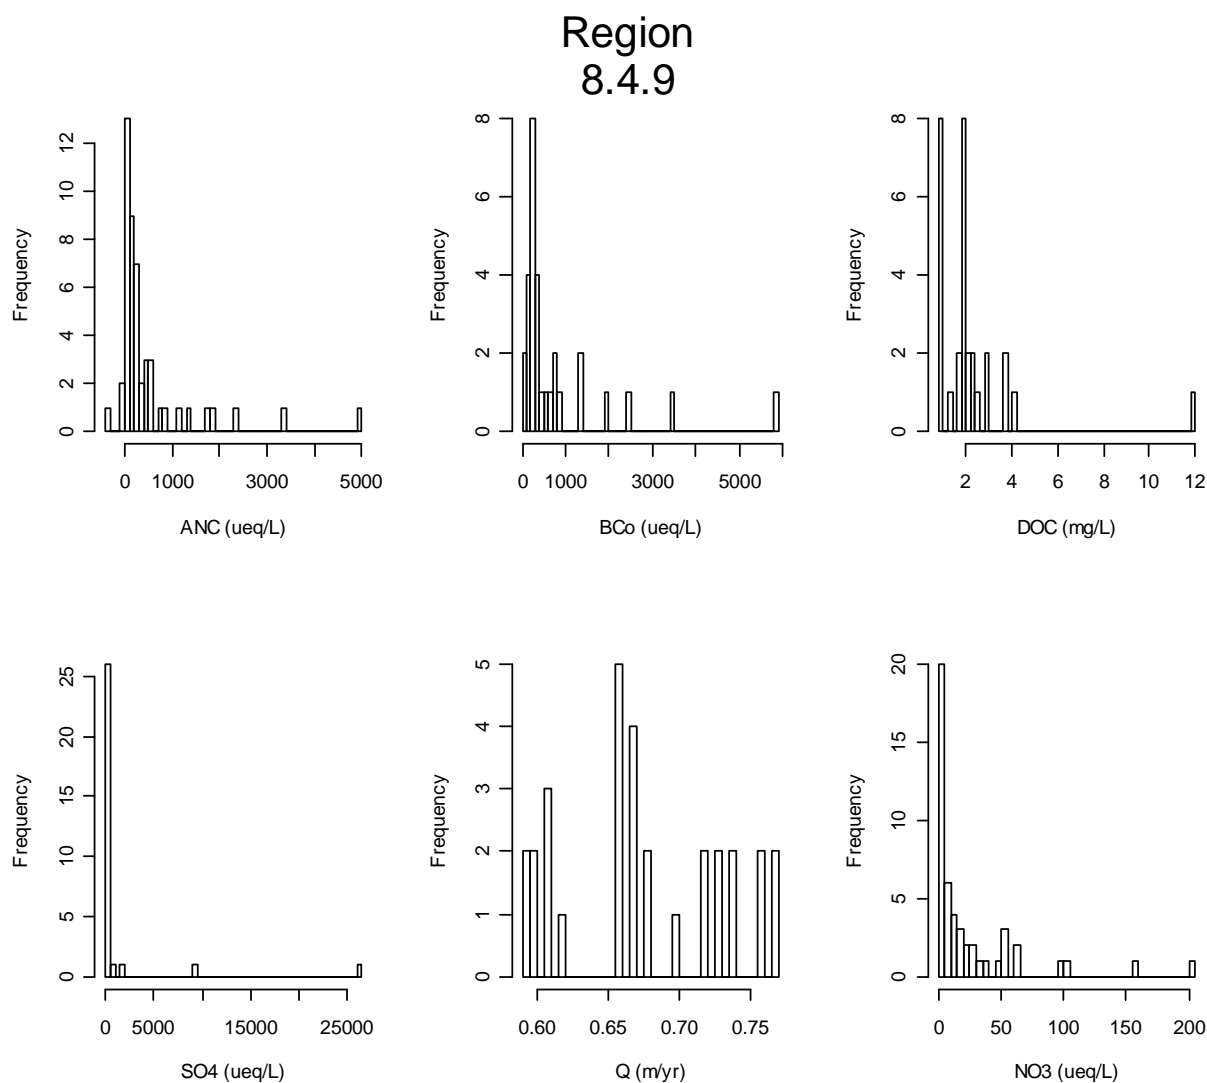 Region
8.4.9
Frequency
0 2 4 6 8 10 12
0 1000 3000 5000
ANC (ueq/L)
Frequency
0 2 4 6 8
0 1000 3000 5000
BCo (ueq/L)
Frequency
0 2 4 6 8
2 4 6 8 10 12
DOC (mg/L)
Frequency
0 5 10 15 20 25
0 5000 15000 25000
SO4 (ueq/L)
Frequency
0 1 2 3 4 5
0.60 0.65 0.70 0.75
Q (m/yr)
Frequency
0 5 10 15 20
0 50 100 150 200
NO3 (ueq/L)